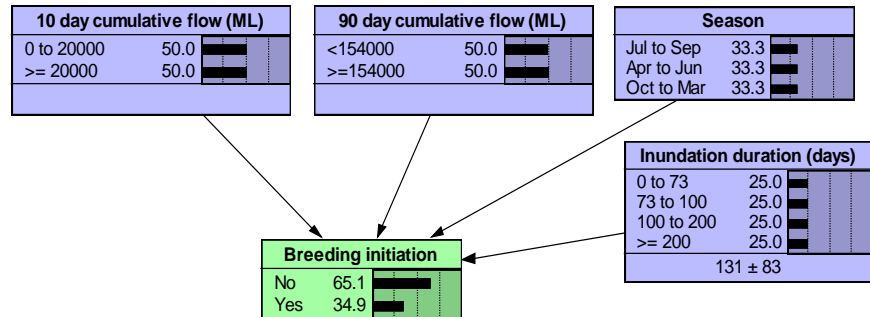 10 day cumulative flow (ML)
0 to 20000 50.0
>= 20000 50.0
90 day cumulative flow (ML)
<154000 50.0
>=154000 50.0
Season
Jul to Sep 33.3
Apr to Jun 33.3
Oct to Mar 33.3
Inundation duration (days)
0 to 73 25.0
73 to 100 25.0
100 to 200 25.0
>= 200 25.0
131 ± 83
Breeding initiation
No 65.1
Yes 34.9